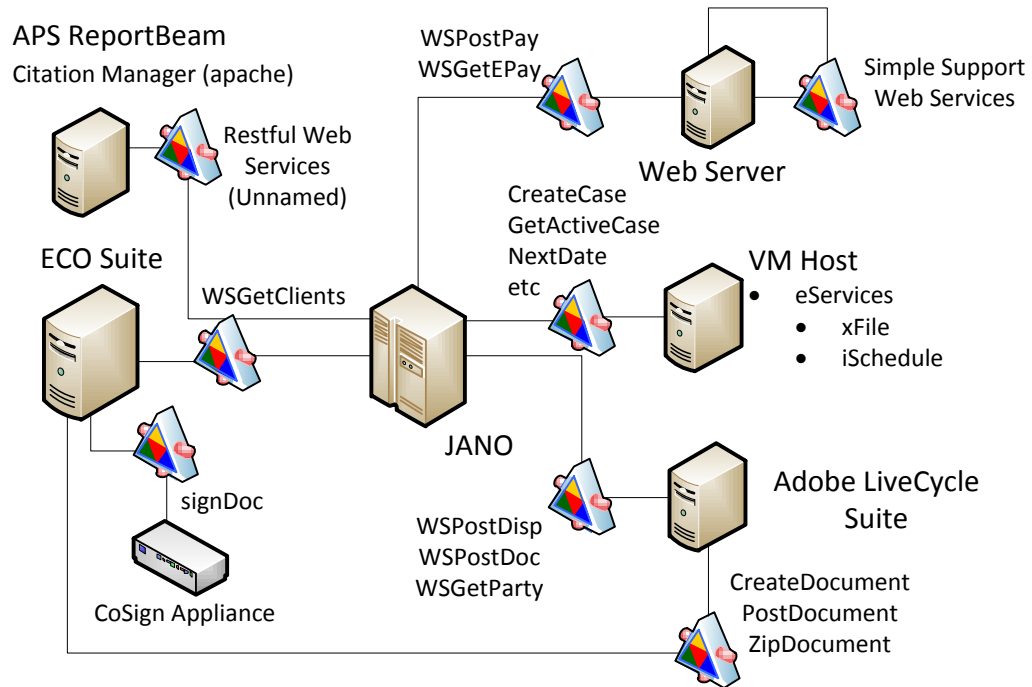 APS ReportBeam
Citation Manager (apache)
Restful Web
Services
(Unnamed)
WSPostPay
WSGetEPay
Simple Support
Web Services
Web Server
ECO Suite
WSGetClients
CreateCase
GetActiveCase
NextDate
etc
VM Host
• eServices
• xFile
• iSchedule
JANO
signDoc
CoSign Appliance
WSPostDisp
WSPostDoc
WSGetParty
Adobe LiveCycle
Suite
CreateDocument
PostDocument
ZipDocument